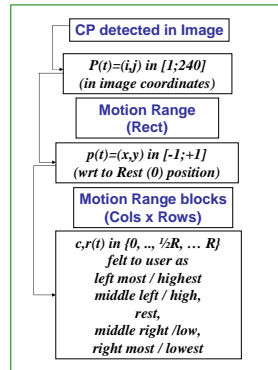 CP detected in Image
P(t)=(i,j) in [1;240]
(in image coordinates)
Motion Range
(Rect)
p(t)=(x,y) in [-1;+1]
(wrt to Rest (0) position)
Motion Range blocks
(Cols x Rows)
c,r(t) in {0, .., ½R, … R}
felt to user as
left most / highest
middle left / high,
rest,
middle right /low,
right most / lowest